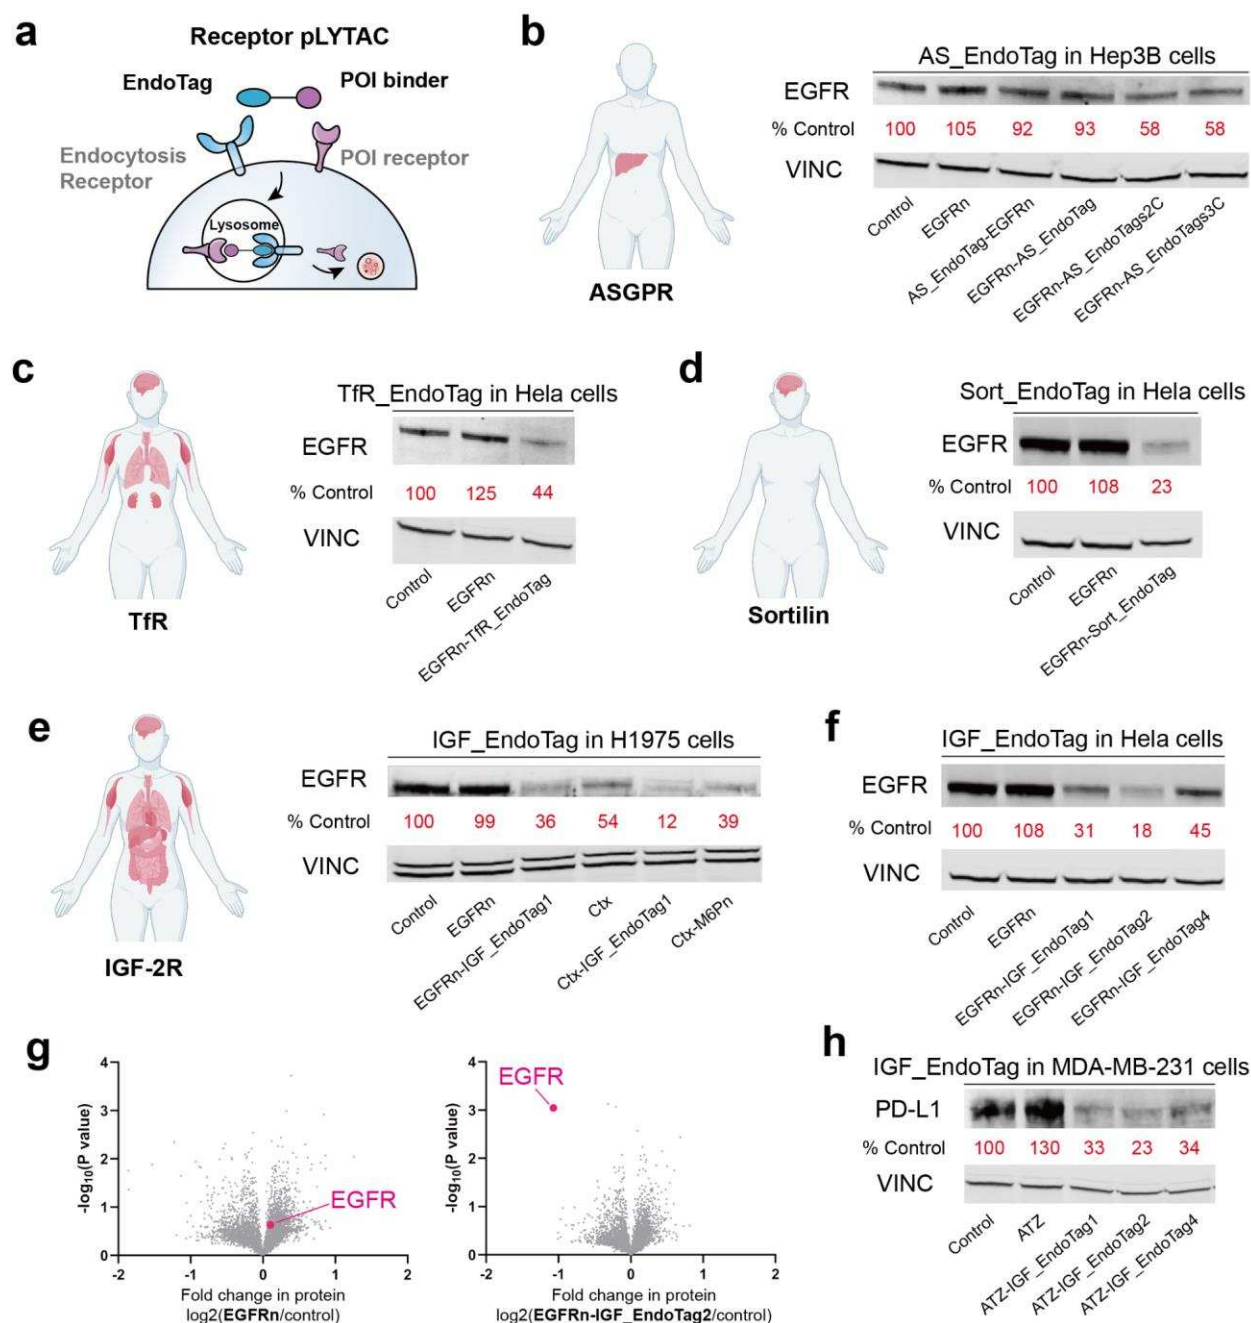 a
Receptor pLYTAC
EndoTag
POI binder
Endocytosis
Receptor
POI receptor
Lysosome
b
ASGPR
AS_EndoTag in Hep3B cells
EGFR
% Control 100 105 92 93 58 58
VINC
Control
EGFRn
AS_EndoTag-EGFRn
EGFRn-AS_EndoTag
EGFRn-AS_EndoTags2C
EGFRn-AS_EndoTags3C
c
TfR
TfR_EndoTag in Hela cells
EGFR
% Control 100 125 44
VINC
Control
EGFRn
EGFRn-TfR_EndoTag
d
Sortilin
Sort_EndoTag in Hela cells
EGFR
% Control 100 108 23
VINC
Control
EGFRn
EGFRn-Sort_EndoTag
e
IGF-2R
IGF_EndoTag in H1975 cells
EGFR
% Control 100 99 36 54 12 39
VINC
Control
EGFRn
EGFRn-IGF_EndoTag1
Ctx
Ctx-IGF_EndoTag1
Ctx-M6Pn
f
IGF_EndoTag in Hela cells
EGFR
% Control 100 108 31 18 45
VINC
Control
EGFRn
EGFRn-IGF_EndoTag1
EGFRn-IGF_EndoTag2
EGFRn-IGF_EndoTag4
g
4
3
2
1
0
-log10(P value)
EGFR
-2 -1 0 1 2
Fold change in protein
log2(EGFRn/control)
4
3
2
1
0
-log10(P value)
EGFR
-2 -1 0 1 2
Fold change in protein
log2(EGFRn-IGF_EndoTag2/control)
h
IGF_EndoTag in MDA-MB-231 cells
PD-L1
% Control 100 130 33 23 34
VINC
Control
ATZ
ATZ-IGF_EndoTag1
ATZ-IGF_EndoTag2
ATZ-IGF_EndoTag4